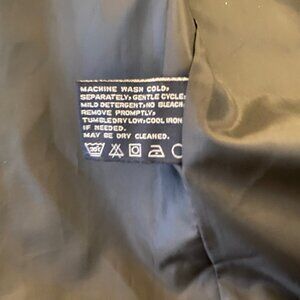 MACHINE WASH COLD,
SEPARATELY, GENTLE CYCLE,
MILD DETERGENT, NO BLEACH
REMOVE PROMPTLY,
TUMBLE DRY LOW, COOL IRON
IF NEEDED.
MAY BE DRY CLEANED.